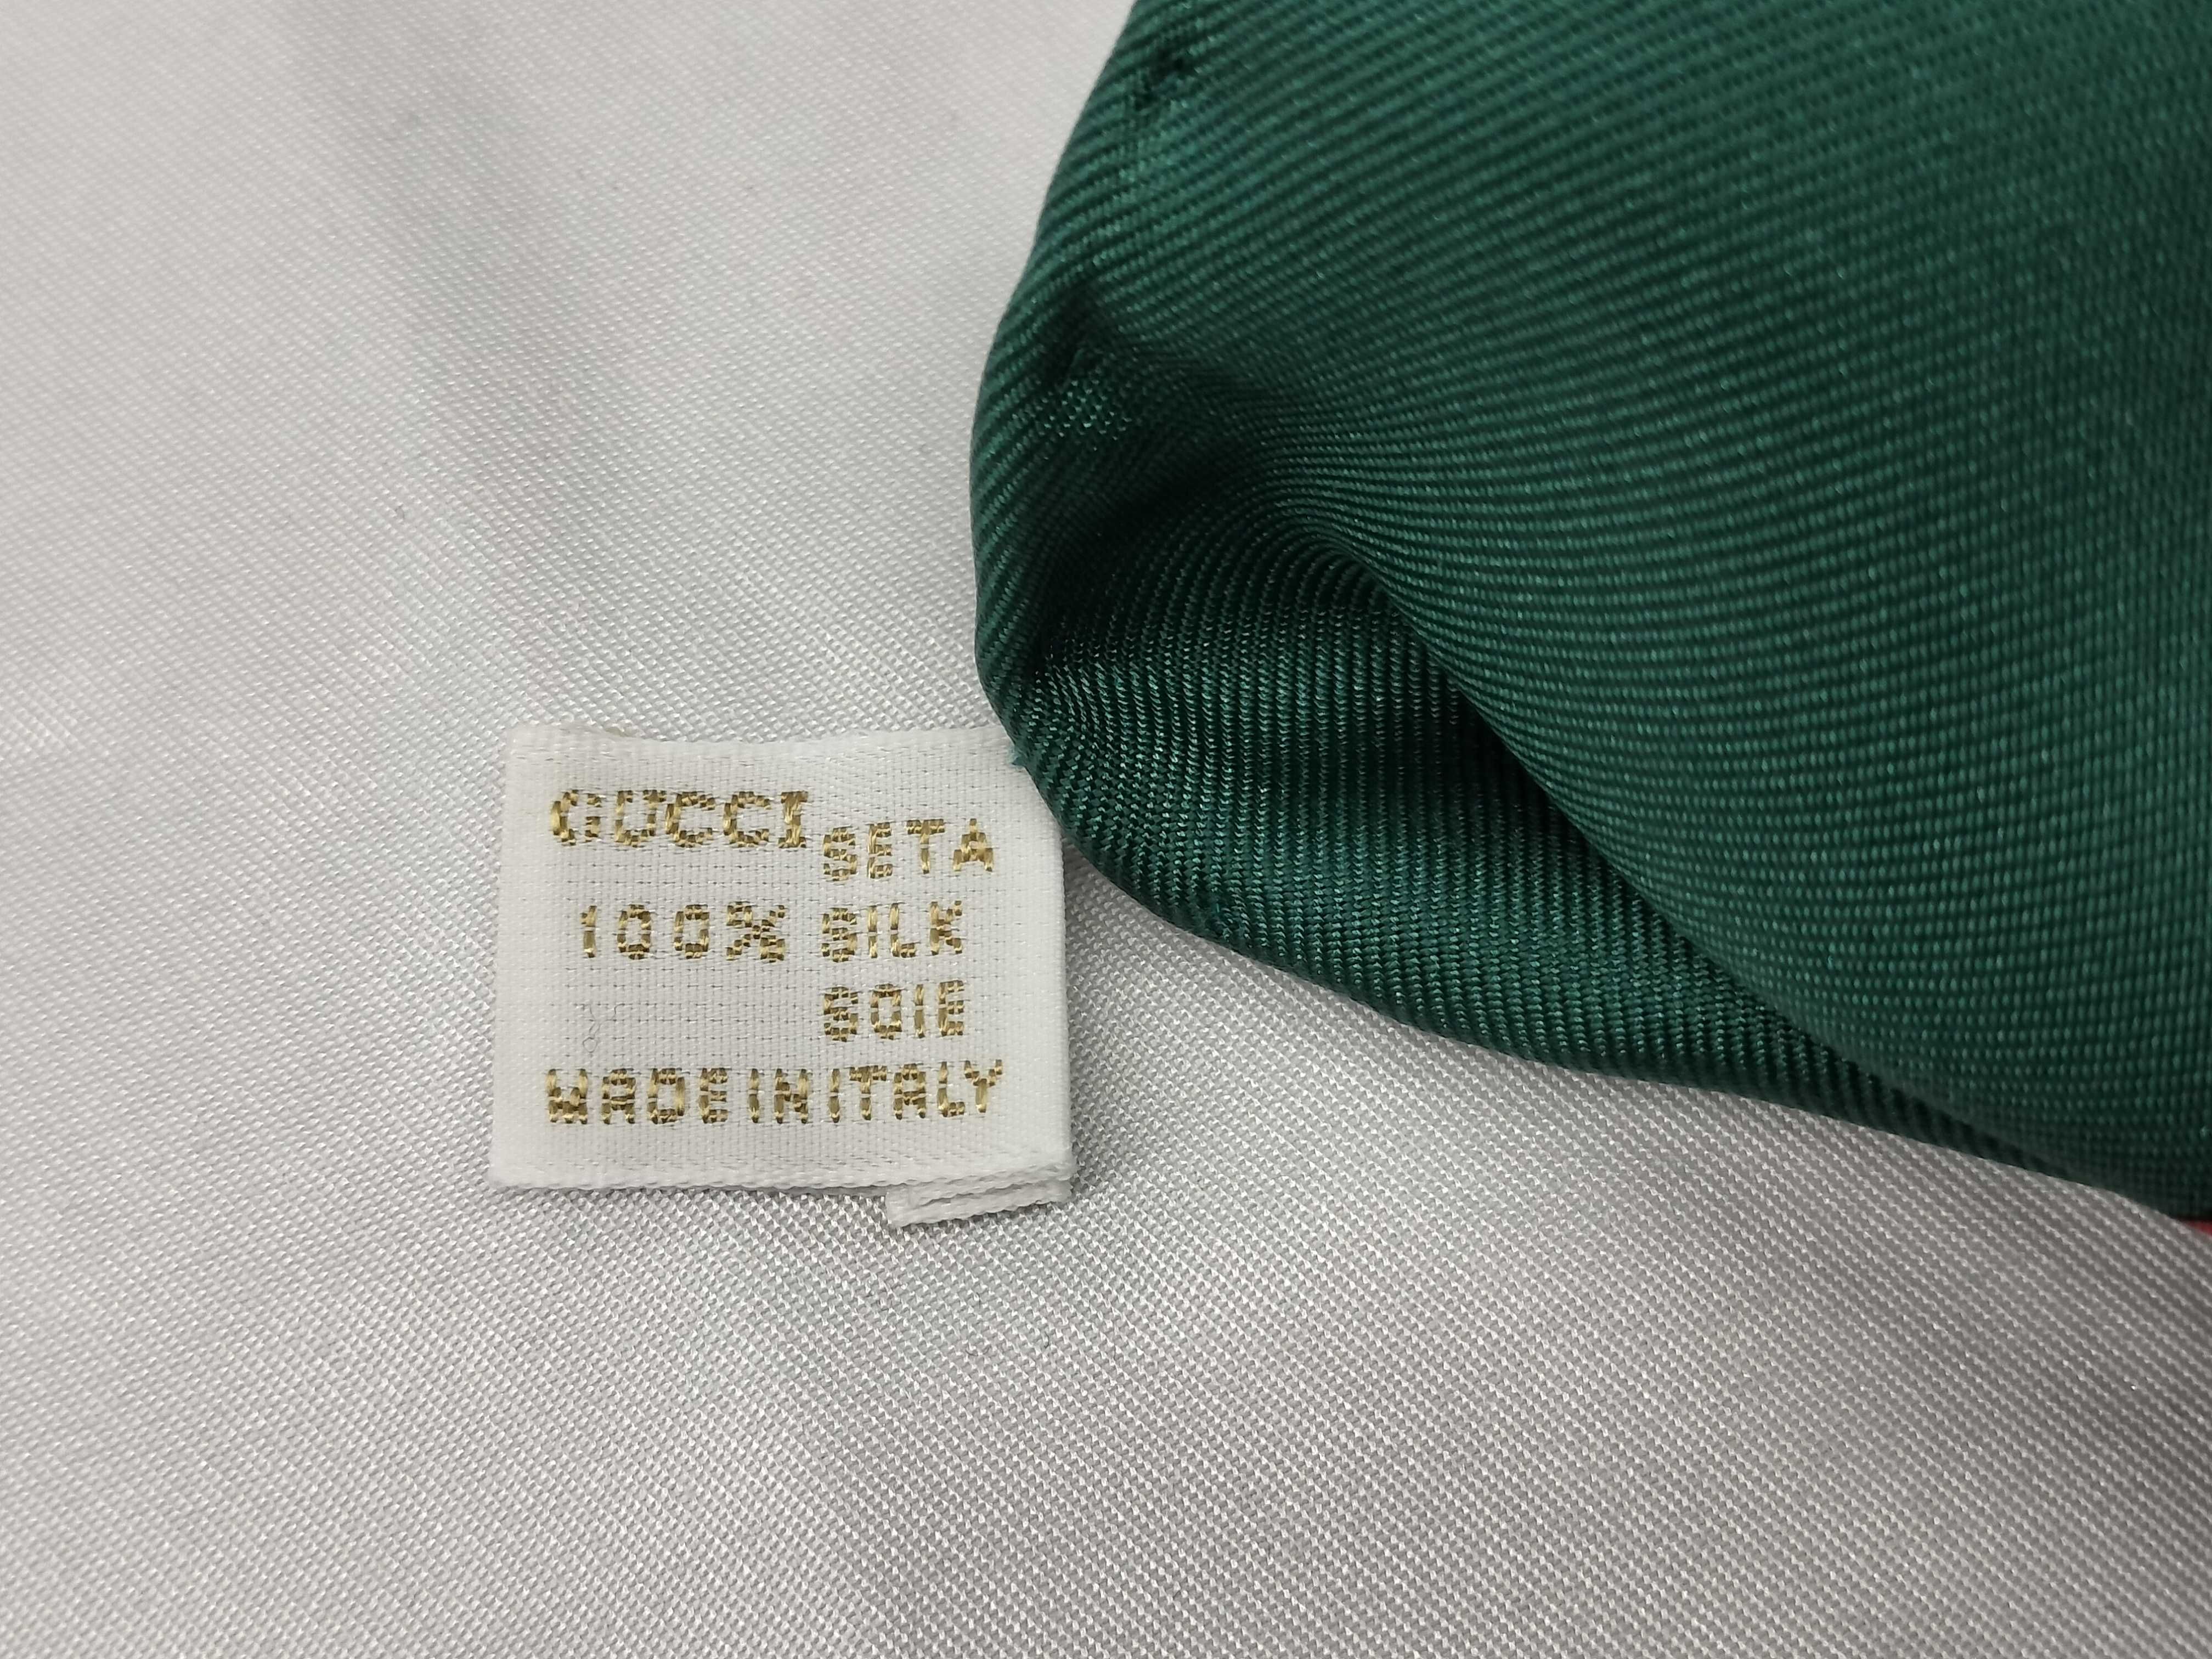 GUCCI SETA
100% SILK
SOIE
MADE IN ITALY